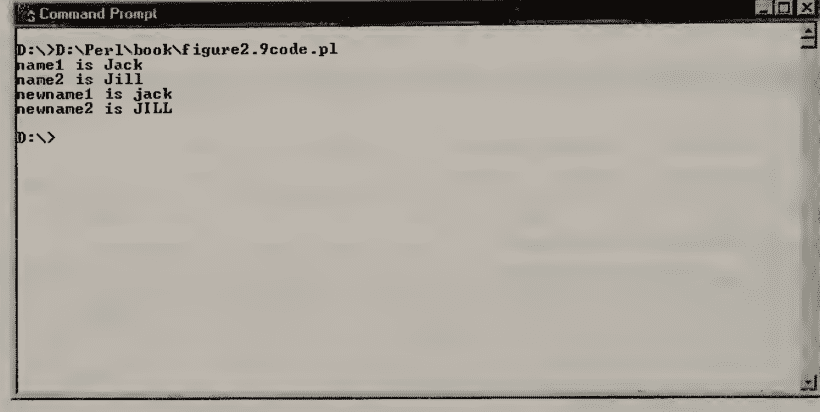 Command Prompt
D:\>D:\Perl\book\figure2.9code.pl
name1 is Jack
name2 is Jill
newname1 is jack
newname2 is JILL
D:\>